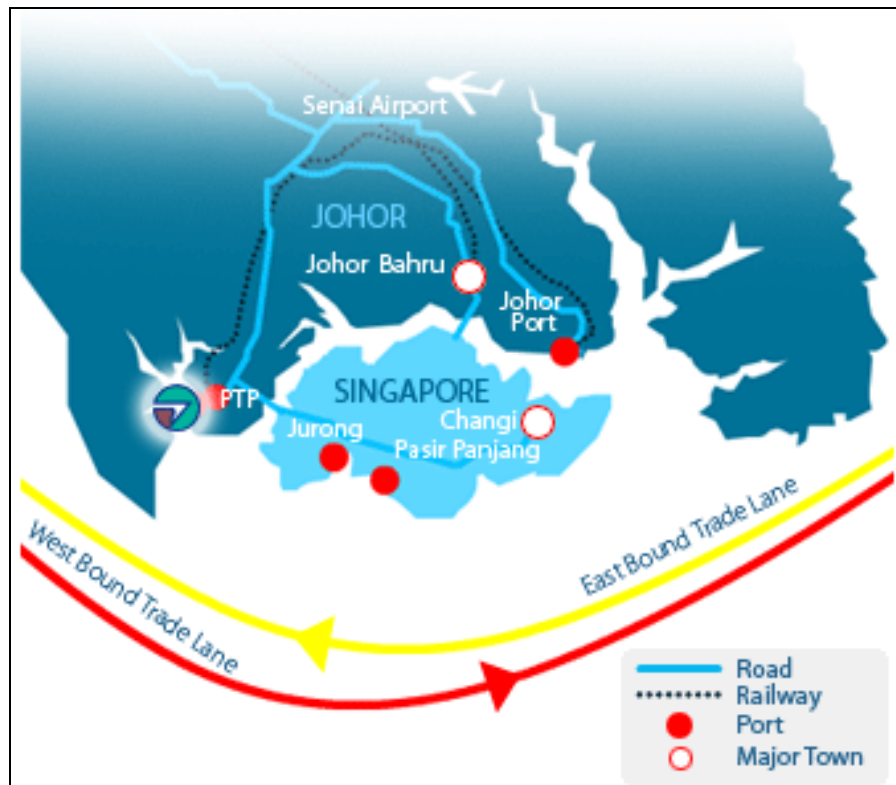 Senai Airport
JOHOR
Johor Bahru
Johor
Port
PTP
SINGAPORE
Changi
Jurong
Pasir Panjang
West Bound Trade Lane
East Bound Trade Lane
Road
Railway
Port
Major Town